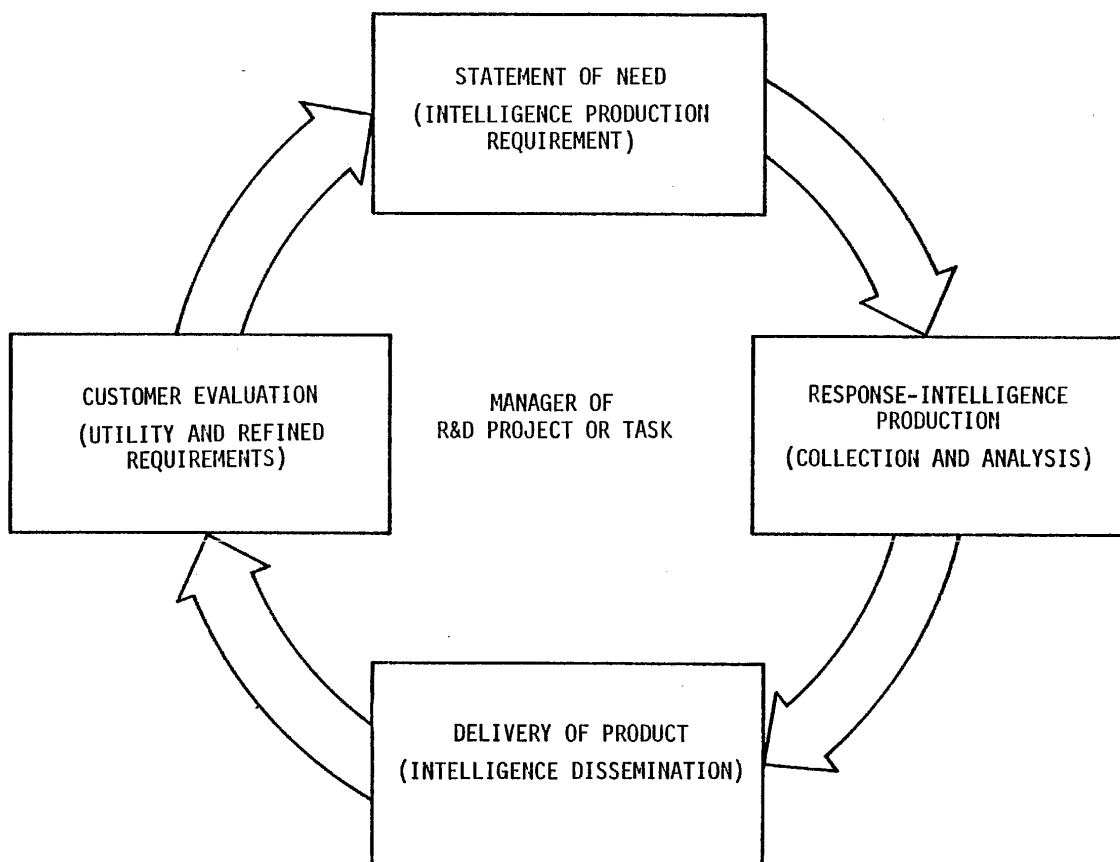 STATEMENT OF NEED
(INTELLIGENCE PRODUCTION
REQUIREMENT)
CUSTOMER EVALUATION
(UTILITY AND REFINED
REQUIREMENTS)
MANAGER OF
R&D PROJECT OR TASK
RESPONSE-INTELLIGENCE
PRODUCTION
(COLLECTION AND ANALYSIS)
DELIVERY OF PRODUCT
(INTELLIGENCE DISSEMINATION)